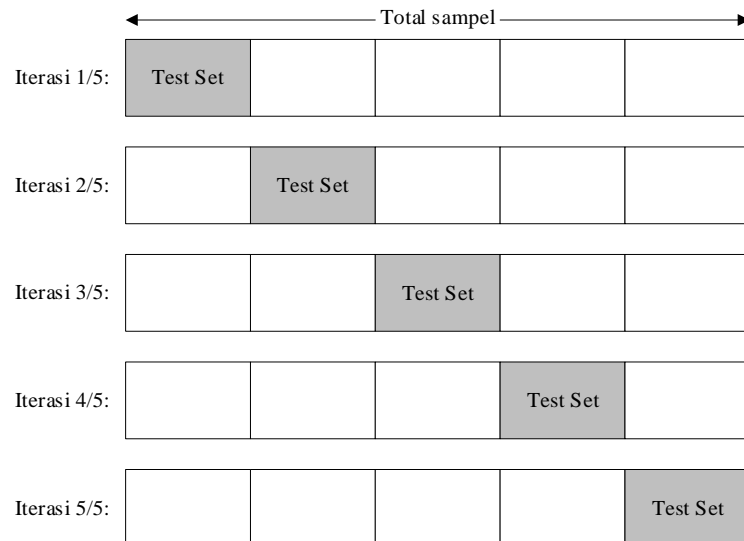 Total sampel
Iterasi 1/5:
Test Set
Iterasi 2/5:
Test Set
Iterasi 3/5:
Test Set
Iterasi 4/5:
Test Set
Iterasi 5/5:
Test Set